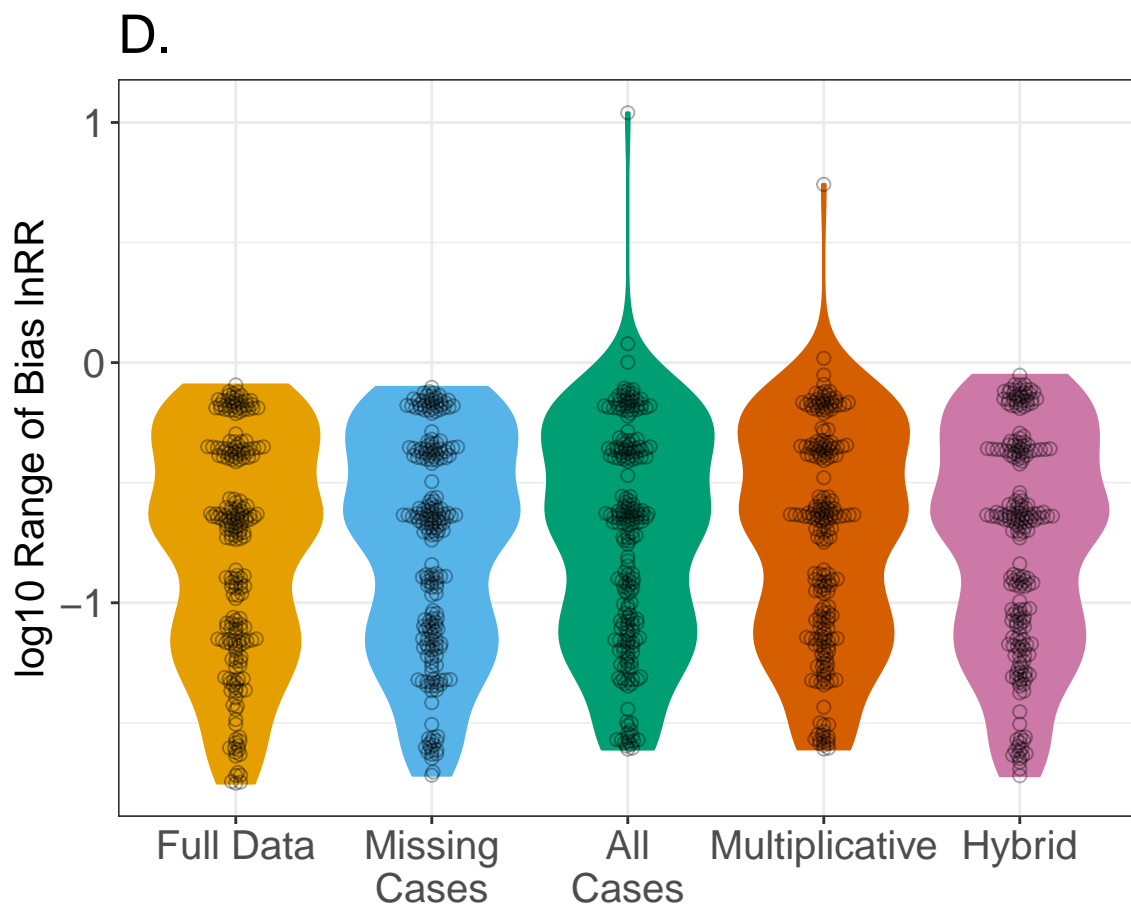 D.
log10 Range of Bias lnRR
1
0
−1
Full Data
Missing
Cases
All
Cases
Multiplicative
Hybrid